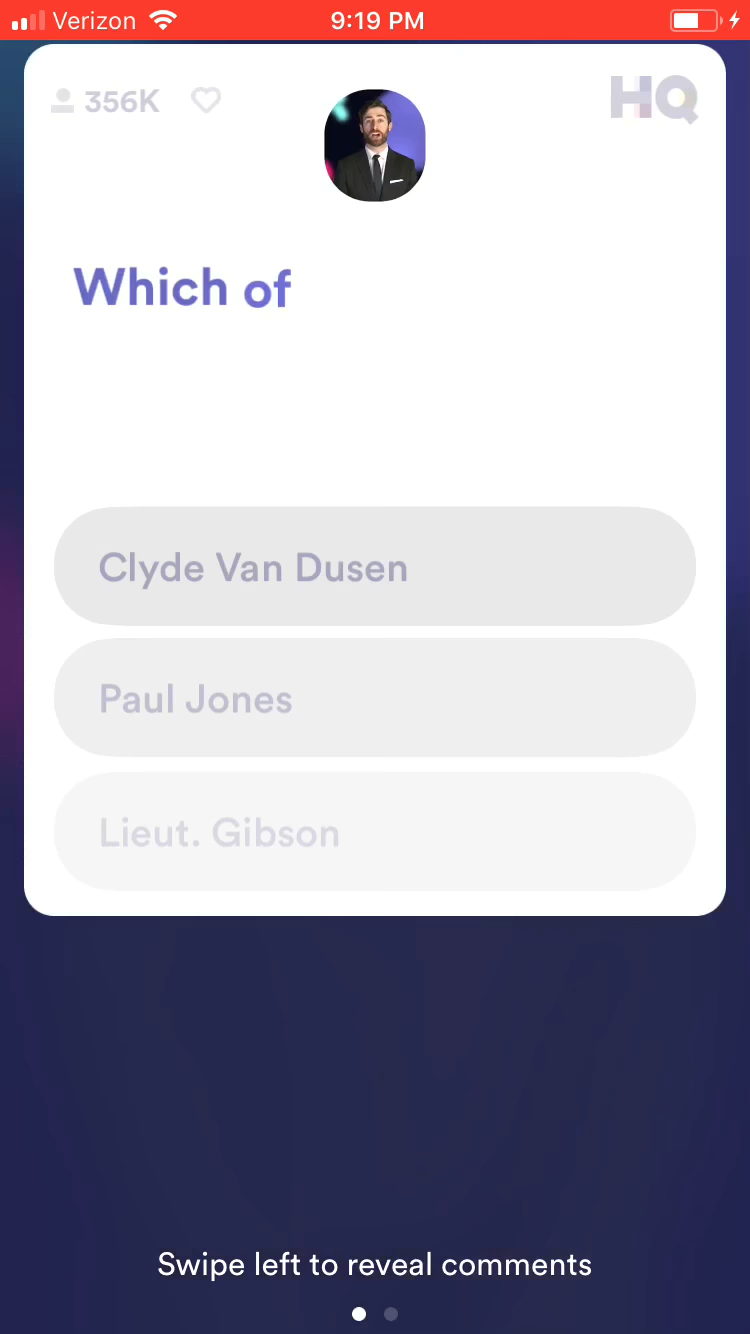 Verizon 9:19 PM
356K HQ
Which of
Clyde Van Dusen
Paul Jones
Lieut. Gibson
Swipe left to reveal comments